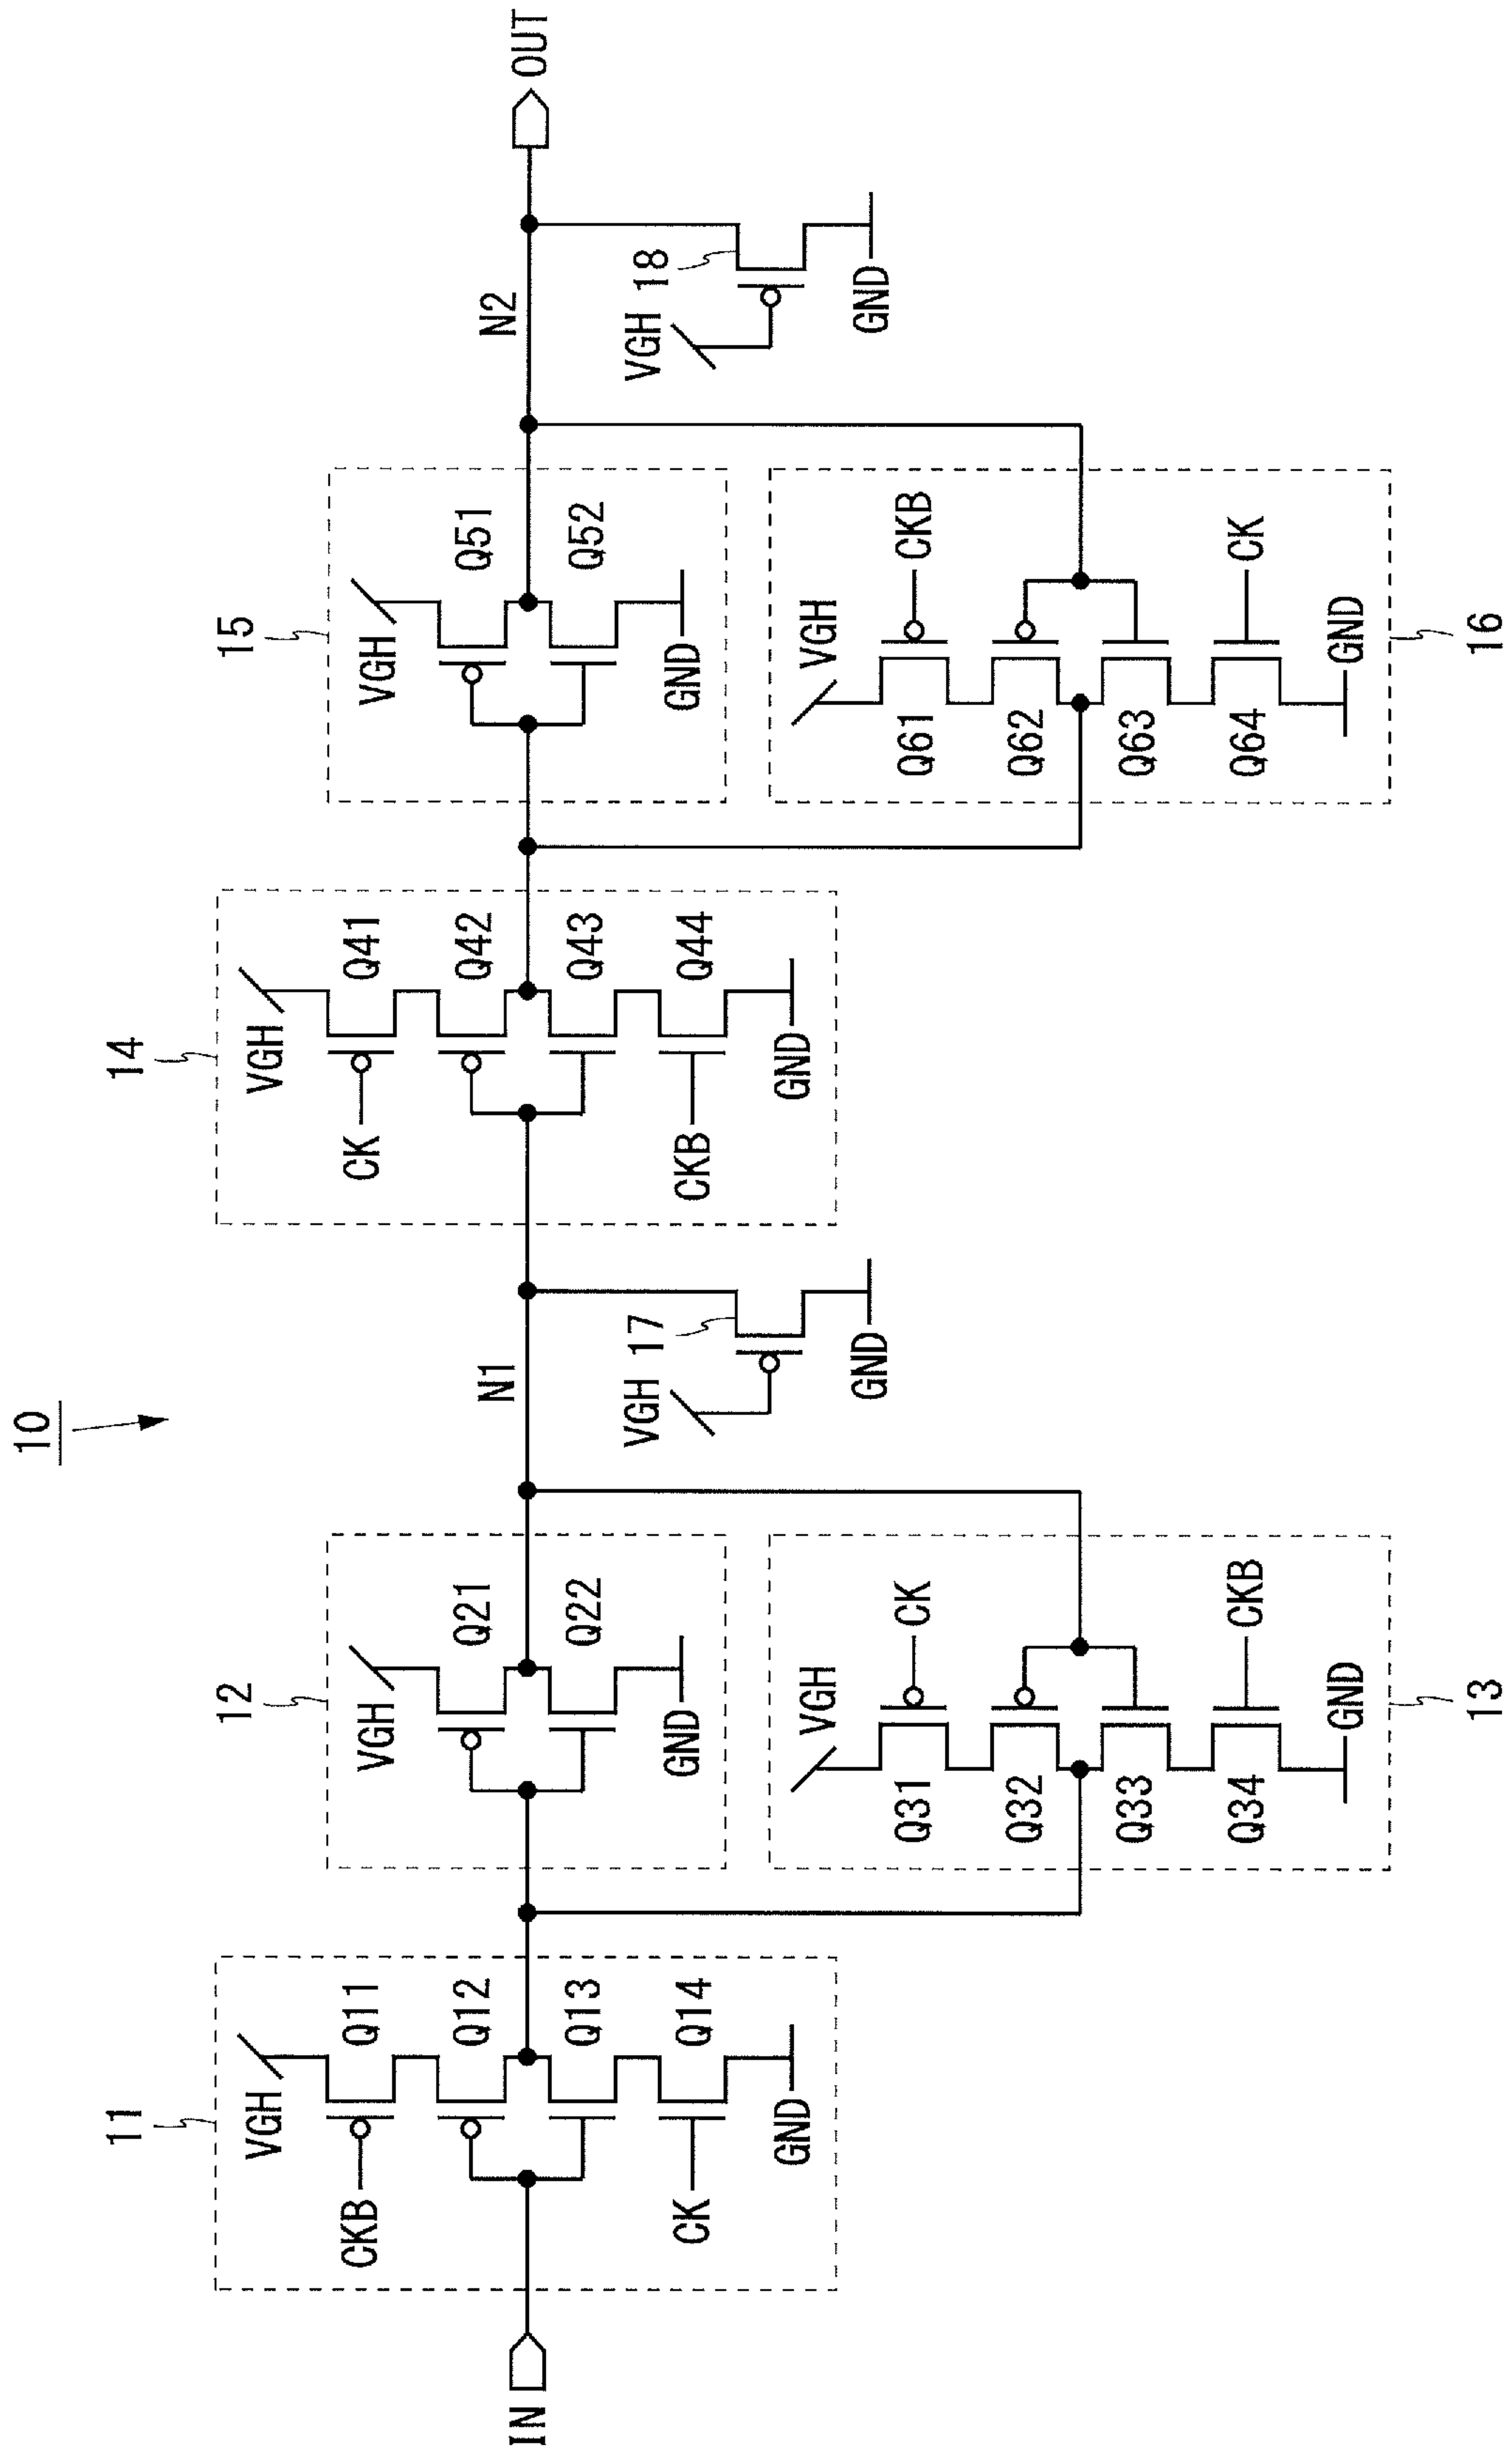 10
11
VGH
CKB
Q11
Q12
Q13
Q14
CK
GND
IN
12
VGH
Q21
Q22
GND
13
VGH
CK
Q31
Q32
Q33
Q34
CKB
GND
N1
VGH 17
GND
14
VGH
CK
Q41
Q42
Q43
Q44
CKB
GND
15
VGH
Q51
Q52
GND
16
VGH
CKB
Q61
Q62
Q63
Q64
CK
GND
N2
VGH 18
GND
OUT